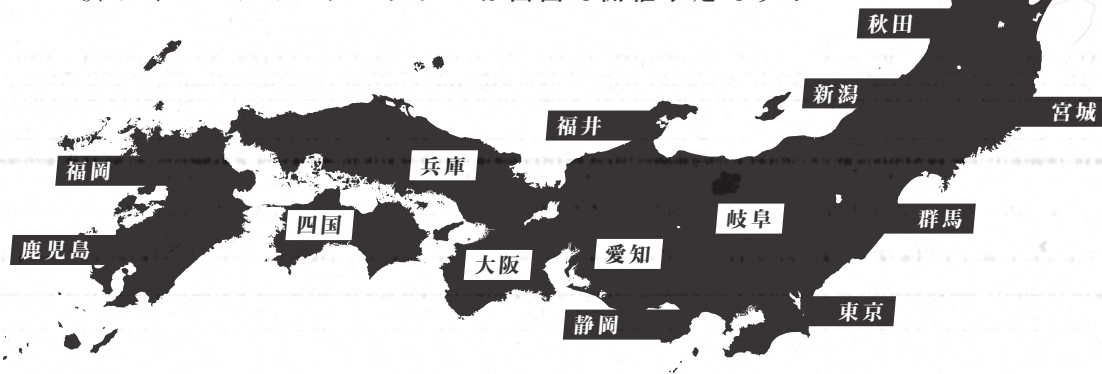 秋田
新潟
宮城
福井
兵庫
福岡
岐阜
群馬
四国
鹿児島
愛知
大阪
東京
静岡